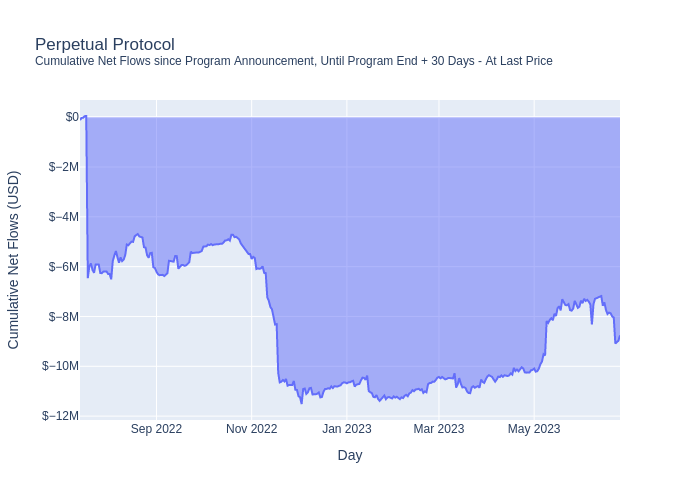 Perpetual Protocol
Cumulative Net Flows since Program Announcement, Until Program End + 30 Days - At Last Price
Cumulative Net Flows (USD)
$0
$−2M
$−4M
$−6M
$−8M
$−10M
$−12M
Sep 2022
Nov 2022
Jan 2023
Mar 2023
May 2023
Day